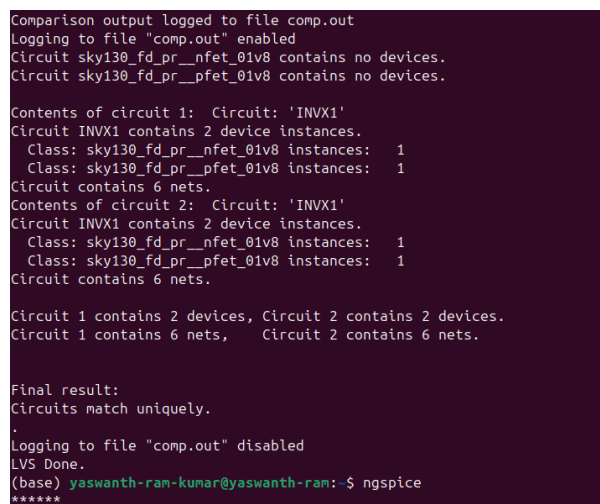 Comparison output logged to file comp.out
Logging to file "comp.out" enabled
Circuit sky130_fd_pr__nfet_01v8 contains no devices.
Circuit sky130_fd_pr__pfet_01v8 contains no devices.

Contents of circuit 1:  Circuit: 'INVX1'
Circuit INVX1 contains 2 device instances.
  Class: sky130_fd_pr__nfet_01v8 instances:   1
  Class: sky130_fd_pr__pfet_01v8 instances:   1
Circuit contains 6 nets.
Contents of circuit 2:  Circuit: 'INVX1'
Circuit INVX1 contains 2 device instances.
  Class: sky130_fd_pr__nfet_01v8 instances:   1
  Class: sky130_fd_pr__pfet_01v8 instances:   1
Circuit contains 6 nets.

Circuit 1 contains 2 devices, Circuit 2 contains 2 devices.
Circuit 1 contains 6 nets,    Circuit 2 contains 6 nets.


Final result:
Circuits match uniquely.
.
Logging to file "comp.out" disabled
LVS Done.
(base) yaswanth-ram-kumar@yaswanth-ram:~$ ngspice
******